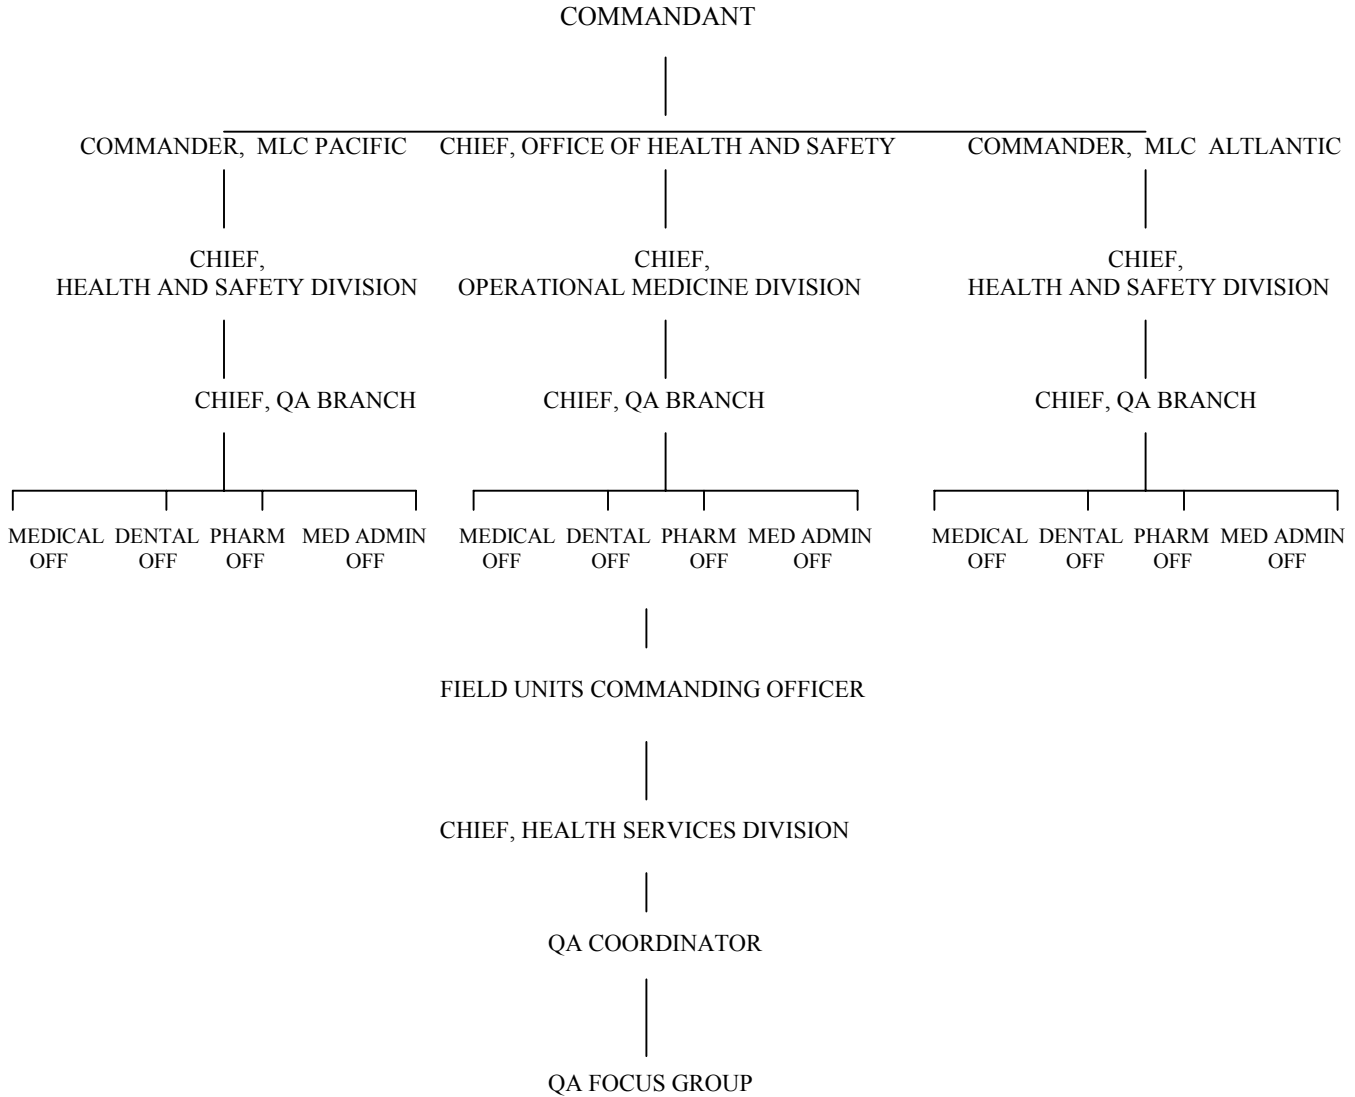 COMMANDANT
COMMANDER, MLC PACIFIC CHIEF, OFFICE OF HEALTH AND SAFETY COMMANDER, MLC ALTLANTIC
CHIEF, CHIEF, CHIEF,
HEALTH AND SAFETY DIVISION OPERATIONAL MEDICINE DIVISION HEALTH AND SAFETY DIVISION
CHIEF, QA BRANCH CHIEF, QA BRANCH CHIEF, QA BRANCH
MEDICAL DENTAL PHARM MED ADMIN MEDICAL DENTAL PHARM MED ADMIN MEDICAL DENTAL PHARM MED ADMIN
OFF OFF OFF OFF OFF OFF OFF OFF OFF OFF OFF OFF
FIELD UNITS COMMANDING OFFICER
CHIEF, HEALTH SERVICES DIVISION
QA COORDINATOR
QA FOCUS GROUP